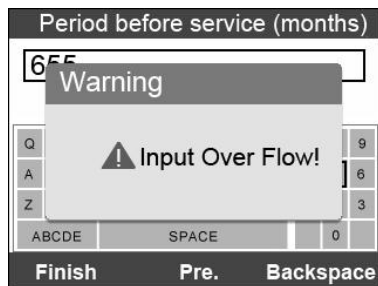 Period before service (months)
655
Warning
Input Over Flow!
Q 9
A 6
Z 3
ABCDE SPACE 0
Finish Pre. Backspace